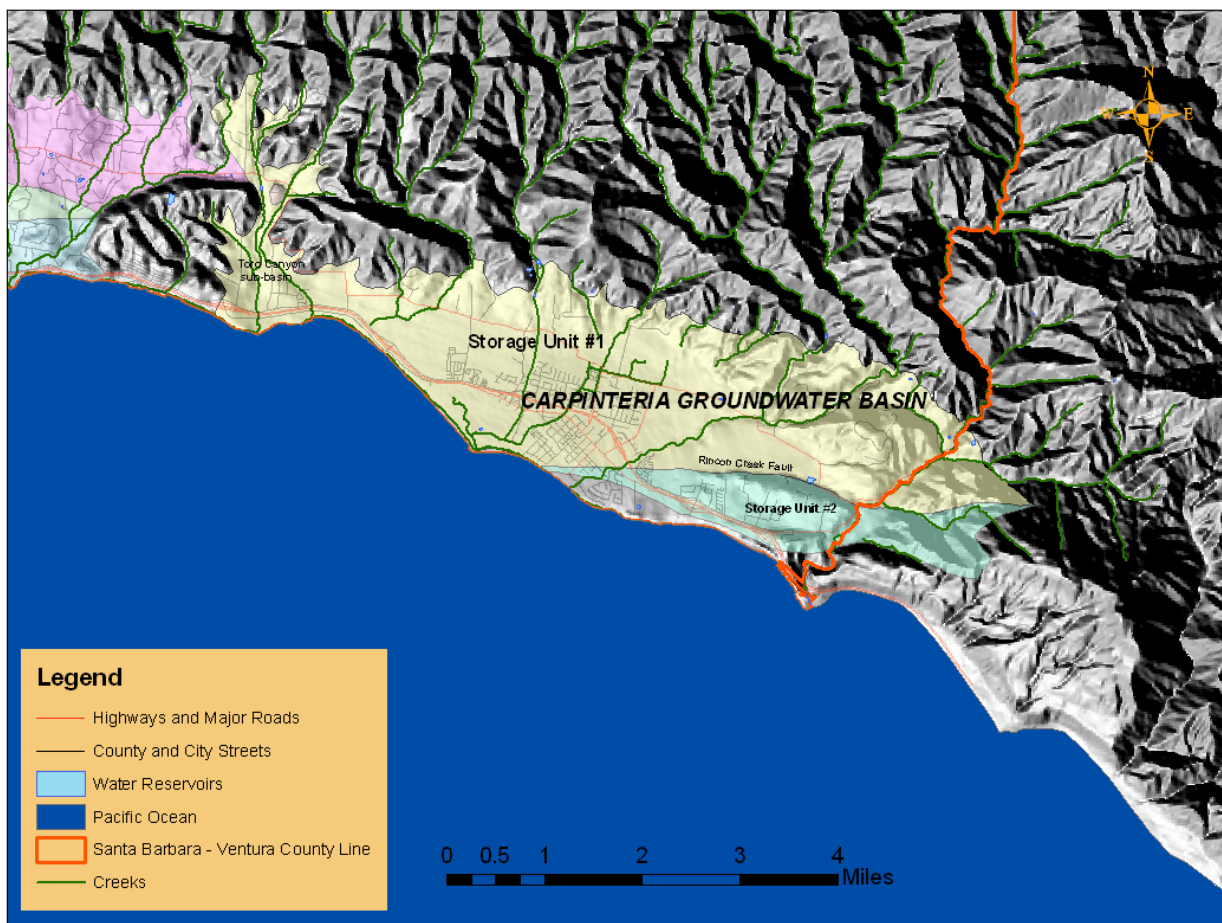 N
W E
S
Toro Canyon
sub-basin
Storage Unit #1
CARPINTERIA GROUNDWATER BASIN
Rincon Creek Fault
Storage Unit #2
Legend
Highways and Major Roads
County and City Streets
Water Reservoirs
Pacific Ocean
Santa Barbara - Ventura County Line
Creeks
0 0.5 1 2 3 4
Miles